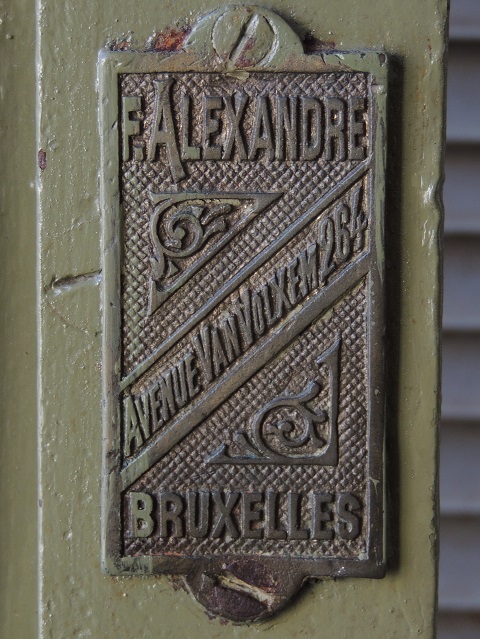 F. ALEXANDRE
AVENUE VAN VOLXEM 264
BRUXELLES